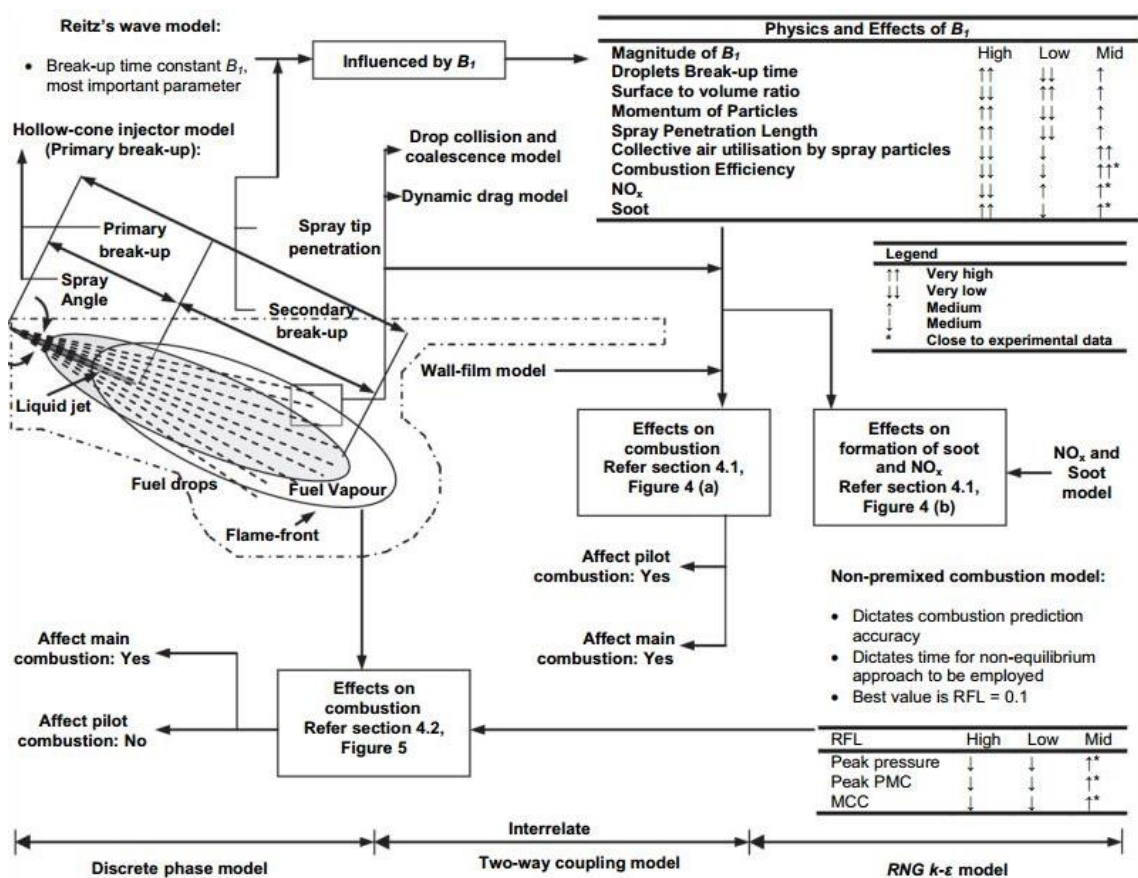 Reitz's wave model:
• Break-up time constant B1,
most important parameter
Influenced by B1
Physics and Effects of B1
Magnitude of B1 High Low Mid
Droplets Break-up time ↑↑ ↓↓ ↑
Surface to volume ratio ↓↓ ↑↑ ↑
Momentum of Particles ↑↑ ↓↓ ↑
Spray Penetration Length ↑↑ ↓↓ ↑
Collective air utilisation by spray particles ↓↓ ↓ ↑↑
Combustion Efficiency ↓↓ ↓ ↑↑*
NOx ↓↓ ↑ ↑*
Soot ↑↑ ↓ ↑*
Legend
↑↑ Very high
↓↓ Very low
↑ Medium
↓ Medium
* Close to experimental data
Hollow-cone injector model
(Primary break-up):
Drop collision and
coalescence model
Dynamic drag model
Primary
break-up
Spray tip
penetration
Spray
Angle
Secondary
break-up
Liquid jet
Fuel drops
Fuel Vapour
Flame-front
Wall-film model
Effects on
combustion
Refer section 4.1,
Figure 4 (a)
Effects on
formation of soot
and NOx
Refer section 4.1,
Figure 4 (b)
NOx and
Soot
model
Affect pilot
combustion: Yes
Affect main
combustion: Yes
Non-premixed combustion model:
• Dictates combustion prediction
accuracy
• Dictates time for non-equilibrium
approach to be employed
• Best value is RFL = 0.1
Affect main
combustion: Yes
Affect pilot
combustion: No
Effects on
combustion
Refer section 4.2,
Figure 5
RFL High Low Mid
Peak pressure ↓ ↓ ↑*
Peak PMC ↓ ↓ ↑*
MCC ↓ ↓ ↑*
Discrete phase model
Interrelate
Two-way coupling model
RNG k-ε model